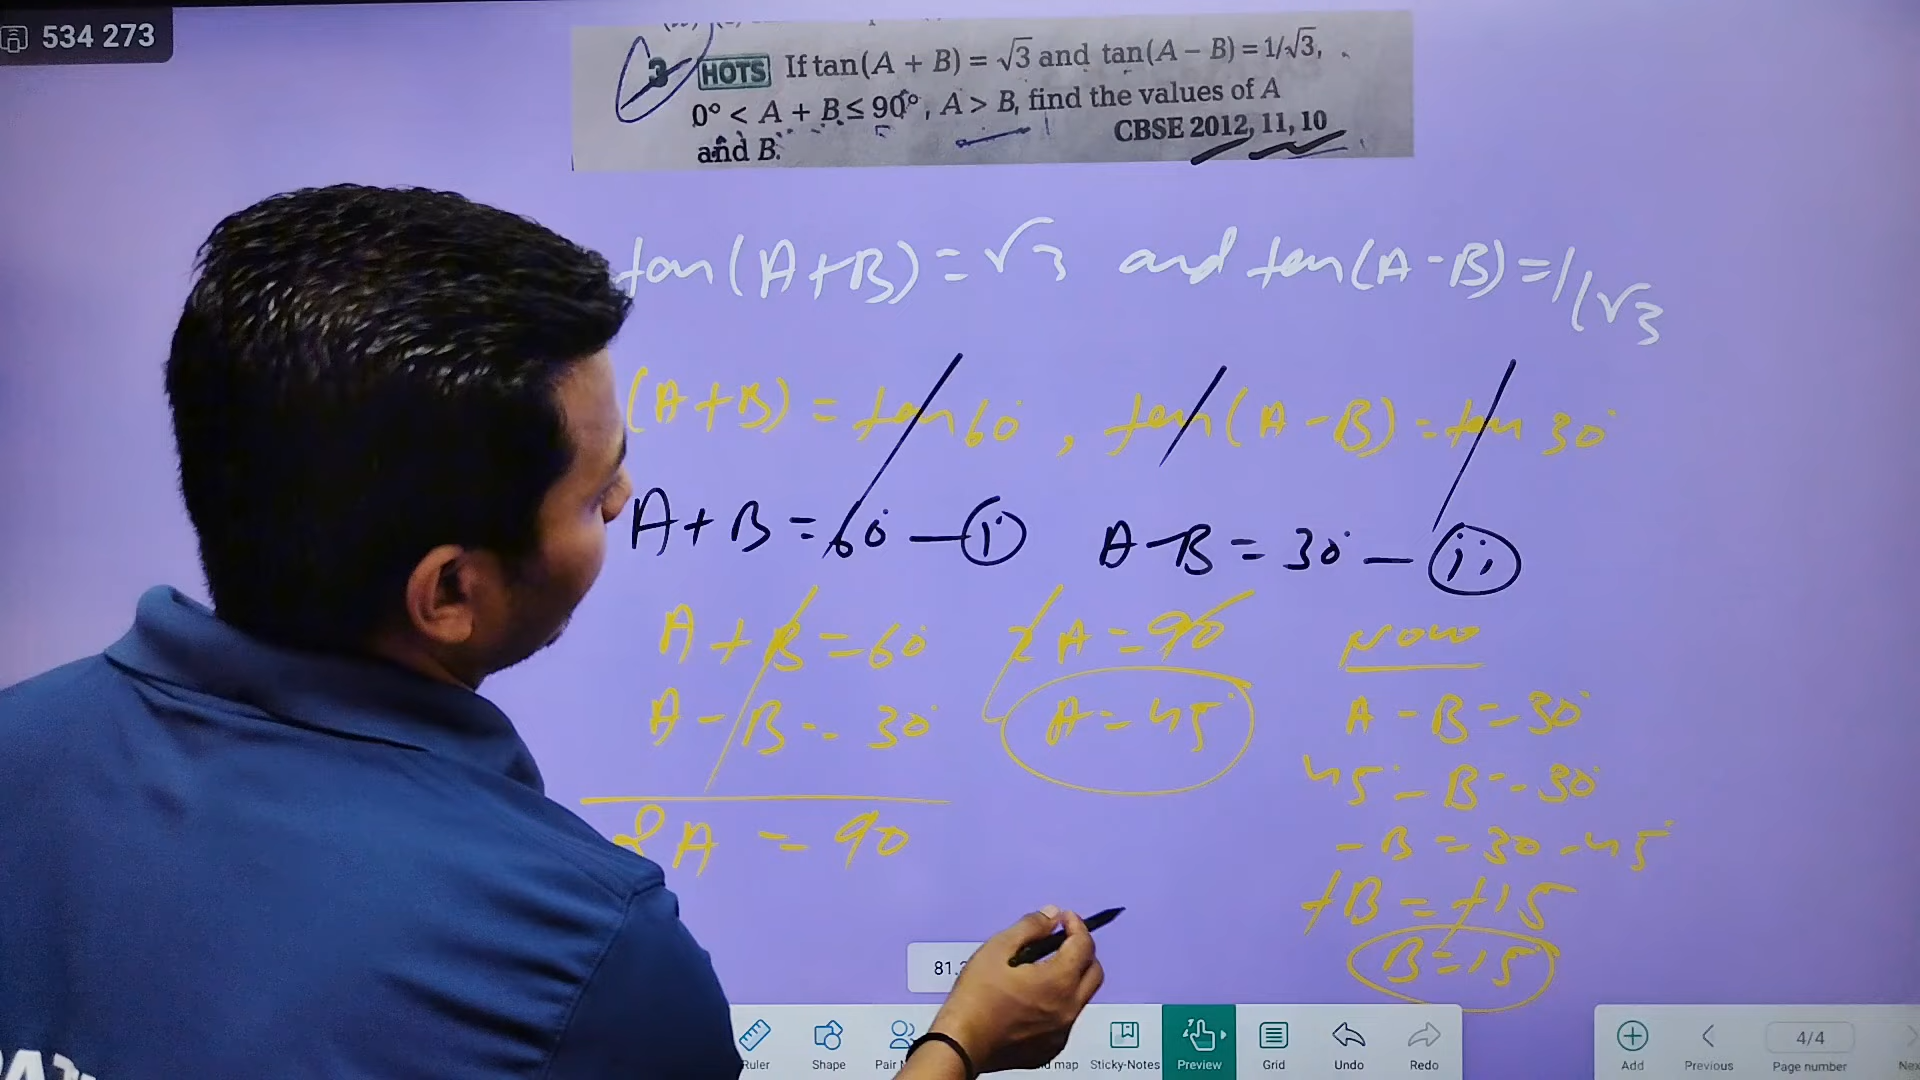 534 273
3 HOTS If tan(A + B) = √3 and tan(A – B) = 1/√3,
0° < A + B ≤ 90°, A > B, find the values of A
and B. CBSE 2012, 11, 10
tan(A+B) = √3 and tan(A-B) = 1/√3
(A+B) = tan 60°, tan(A-B) = tan 30°
A+B = 60° — (i) A-B = 30° — (ii)
A+B = 60°
A-B = 30°
2A = 90
2A = 90°
A = 45°
Now
A-B = 30°
45-B = 30°
-B = 30-45°
+B = +15
B = 15
81.
Ruler Shape Pair map Sticky-Notes Preview Grid Undo Redo
Add Previous 4/4 Page number